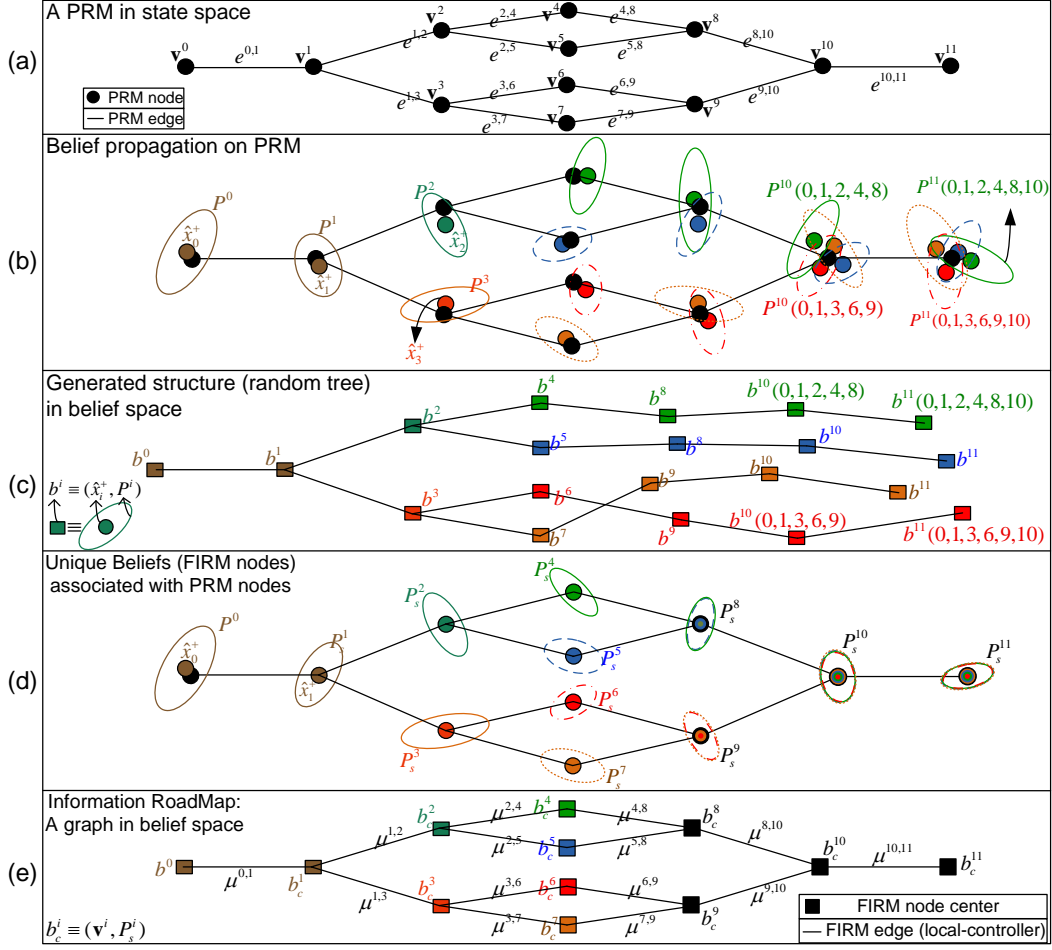 A PRM in state space
(a)
v^0
e^{0,1}
v^1
e^{1,2}
v^2
e^{2,4}
v^4
e^{4,8}
v^8
e^{2,5}
v^5
e^{5,8}
e^{8,10}
v^10
v^11
e^{10,11}
e^{1,3}
v^3
e^{3,6}
v^6
e^{6,9}
e^{3,7}
v^7
e^{7,9}
v^9
e^{9,10}
PRM node
PRM edge
Belief propagation on PRM
(b)
P^0
x̂_0^+
P^1
x̂_1^+
P^2
x̂_2^+
P^3
x̂_3^+
P^{10}(0,1,2,4,8)
P^{11}(0,1,2,4,8,10)
P^{10}(0,1,3,6,9)
P^{11}(0,1,3,6,9,10)
Generated structure (random tree)
in belief space
(c)
b^0
b^1
b^2
b^4
b^8
b^{10}(0,1,2,4,8)
b^{11}(0,1,2,4,8,10)
b^5
b^8
b^{10}
b^{11}
b^3
b^6
b^9
b^{10}
b^{11}
b^7
b^9
b^{10}(0,1,3,6,9)
b^{11}(0,1,3,6,9,10)
b^i ≡ (x̂_i^+, P^i)
≡
Unique Beliefs (FIRM nodes)
associated with PRM nodes
(d)
P^0
x̂_0^+
P_s^1
x̂_1^+
P_s^2
P_s^4
P_s^8
P_s^5
P_s^{10}
P_s^{11}
P_s^3
P_s^6
P_s^7
P_s^9
Information RoadMap:
A graph in belief space
(e)
b^0
μ^{0,1}
b_c^1
μ^{1,2}
b_c^2
μ^{2,4}
b_c^4
μ^{4,8}
b_c^8
μ^{2,5}
b_c^5
μ^{5,8}
μ^{8,10}
b_c^{10}
μ^{10,11}
b_c^{11}
μ^{1,3}
b_c^3
μ^{3,6}
b_c^6
μ^{6,9}
μ^{3,7}
b_c^7
μ^{7,9}
b_c^9
μ^{9,10}
b_c^i ≡ (v^i, P_s^i)
FIRM node center
FIRM edge (local-controller)